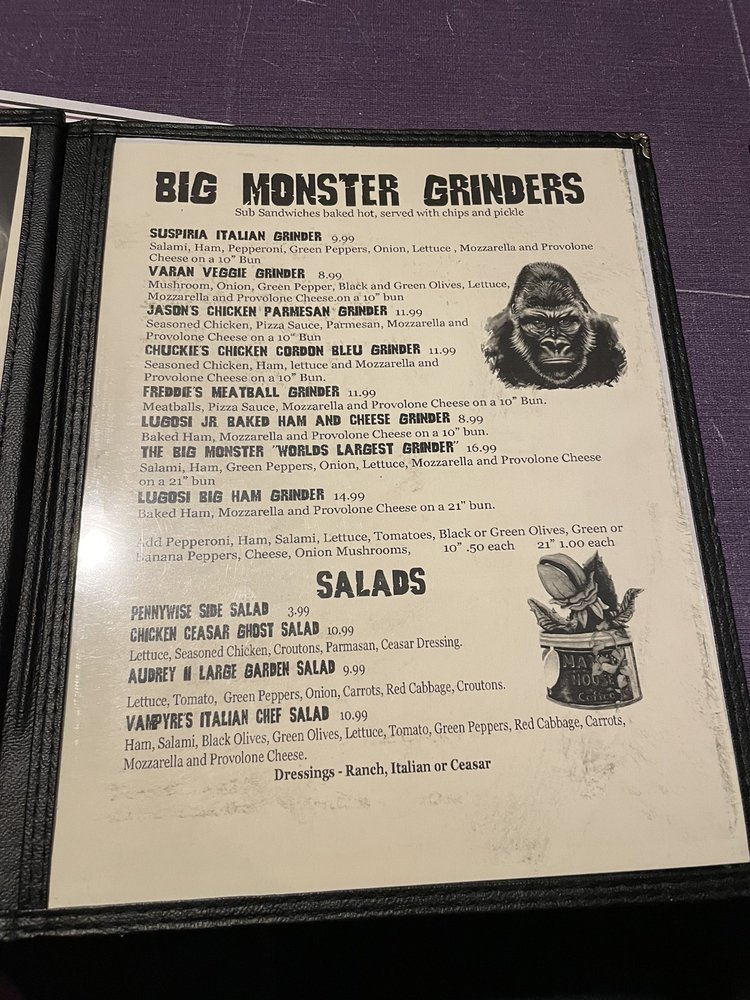 BIG MONSTER GRINDERS
Sub Sandwiches baked hot, served with chips and pickle
SUSPIRIA ITALIAN GRINDER 9.99
Salami, Ham, Pepperoni, Green Peppers, Onion, Lettuce , Mozzarella and Provolone
Cheese on a 10" Bun
VARAN VEGGIE GRINDER 8.99
Mushroom, Onion, Green Pepper, Black and Green Olives, Lettuce,
Mozzarella and Provolone Cheese.on a 10" bun
JASON'S CHICKEN PARMESAN GRINDER 11.99
Seasoned Chicken, Pizza Sauce, Parmesan, Mozzarella and
Provolone Cheese on a 10" Bun
CHUCKIE'S CHICKEN CORDON BLEU GRINDER 11.99
Seasoned Chicken, Ham, lettuce and Mozzarella and
Provolone Cheese on a 10" Bun.
FREDDIE'S MEATBALL GRINDER 11.99
Meatballs, Pizza Sauce, Mozzarella and Provolone Cheese on a 10" Bun.
LUGOSI JR. BAKED HAM AND CHEESE GRINDER 8.99
Baked Ham, Mozzarella and Provolone Cheese on a 10" bun.
THE BIG MONSTER "WORLDS LARGEST GRINDER" 16.99
Salami, Ham, Green Peppers, Onion, Lettuce, Mozzarella and Provolone Cheese
on a 21" bun
LUGOSI BIG HAM GRINDER 14.99
Baked Ham, Mozzarella and Provolone Cheese on a 21" bun.
Add Pepperoni, Ham, Salami, Lettuce, Tomatoes, Black or Green Olives, Green or
Banana Peppers, Cheese, Onion Mushrooms, 10" .50 each 21" 1.00 each
SALADS
PENNYWISE SIDE SALAD 3.99
CHICKEN CEASAR GHOST SALAD 10.99
Lettuce, Seasoned Chicken, Croutons, Parmasan, Ceasar Dressing.
AUDREY II LARGE GARDEN SALAD 9.99
Lettuce, Tomato, Green Peppers, Onion, Carrots, Red Cabbage, Croutons.
VAMPYRE'S ITALIAN CHEF SALAD 10.99
Ham, Salami, Black Olives, Green Olives, Lettuce, Tomato, Green Peppers, Red Cabbage, Carrots,
Mozzarella and Provolone Cheese.
Dressings - Ranch, Italian or Ceasar